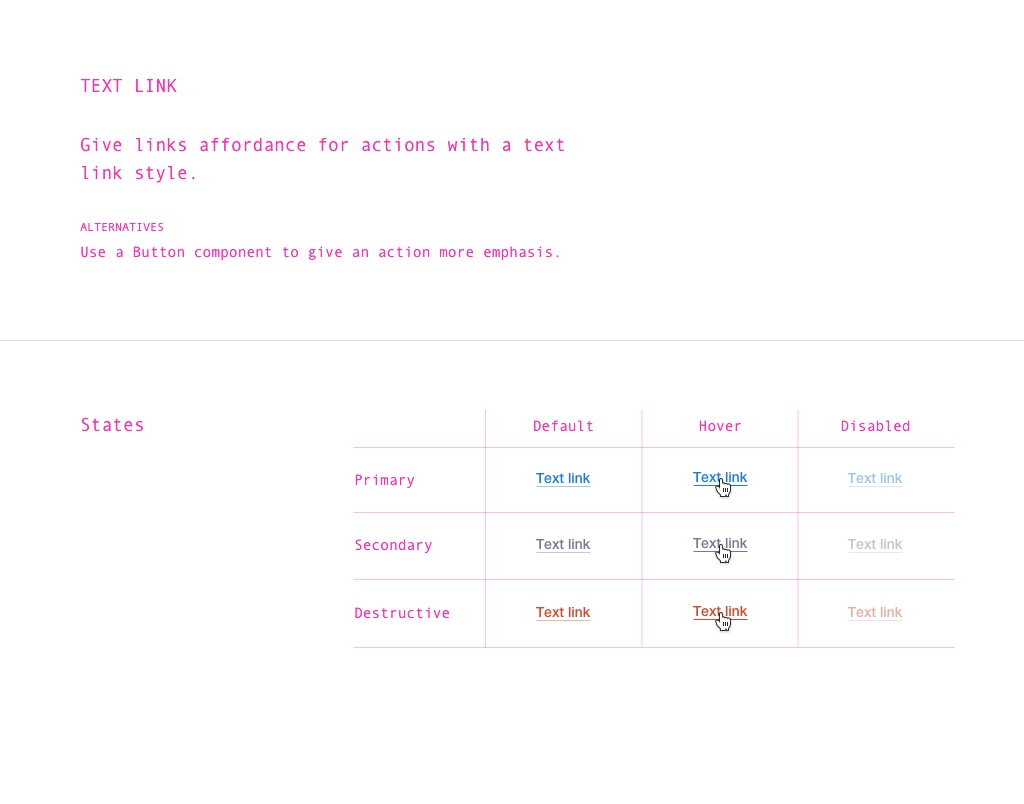 TEXT LINK
Give links affordance for actions with a text
link style.
ALTERNATIVES
Use a Button component to give an action more emphasis.
States
Default Hover Disabled
Primary Text link Text link Text link
Secondary Text link Text link Text link
Destructive Text link Text link Text link